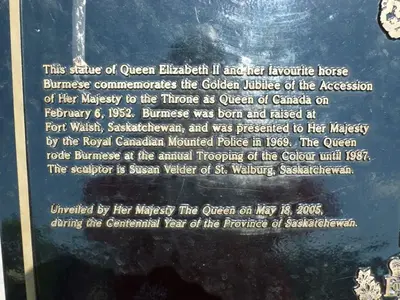 This statue of Queen Elizabeth II and her favourite horse
Burmese commemorates the Golden Jubilee of the Accession
of Her Majesty to the Throne as Queen of Canada on
February 6, 1952. Burmese was born and raised at
Fort Walsh, Saskatchewan, and was presented to Her Majesty
by the Royal Canadian Mounted Police in 1969. The Queen
rode Burmese at the annual Trooping of the Colour until 1987.
The sculptor is Susan Velder of St. Walburg, Saskatchewan.
Unveiled by Her Majesty The Queen on May 18, 2005,
during the Centennial Year of the Province of Saskatchewan.